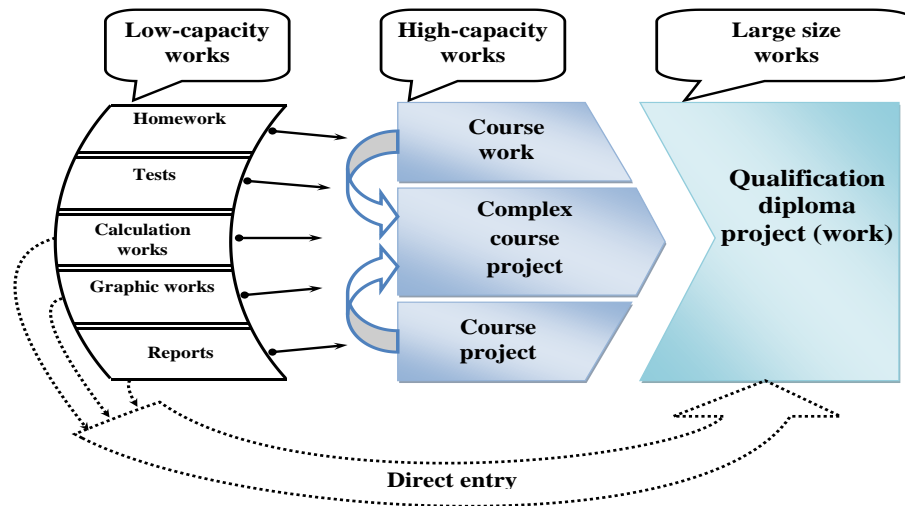 Low-capacity
works
High-capacity
works
Large size
works
Homework
Tests
Calculation
works
Graphic works
Reports
Course
work
Complex
course
project
Course
project
Qualification
diploma
project (work)
Direct entry